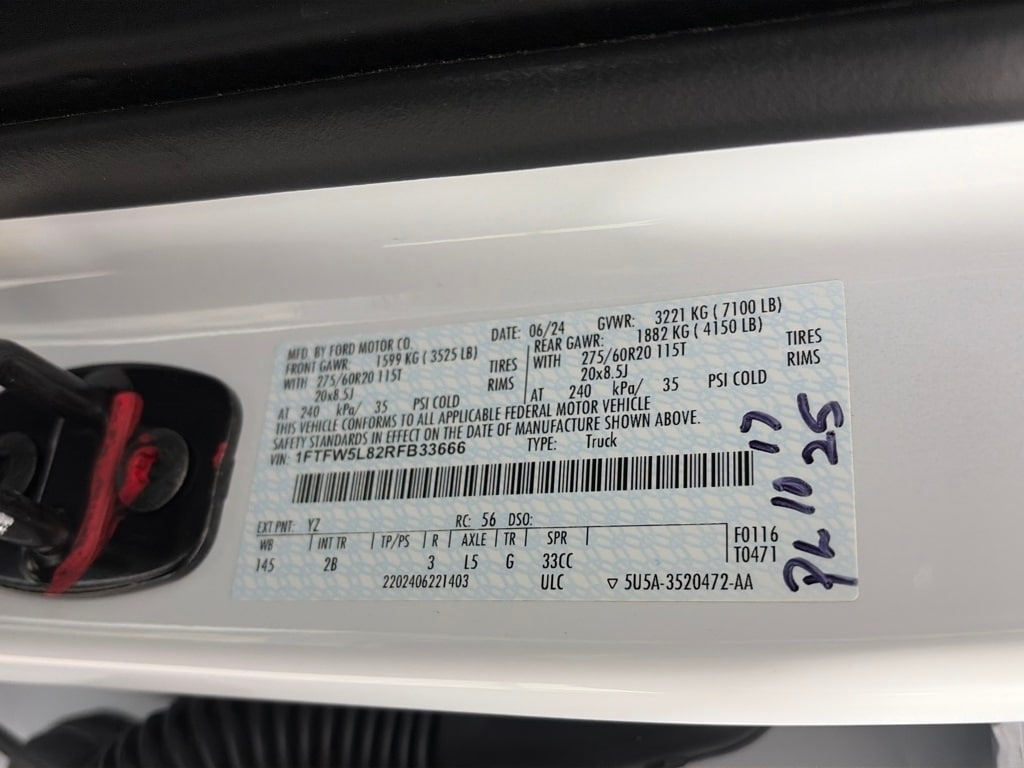 MFD. BY FORD MOTOR CO.
DATE: 06/24 GVWR: 3221 KG ( 7100 LB)
FRONT GAWR: 1599 KG ( 3525 LB) REAR GAWR: 1882 KG ( 4150 LB)
WITH 275/60R20 115T TIRES WITH 275/60R20 115T TIRES
20x8.5J RIMS 20x8.5J RIMS
AT 240 kPa/ 35 PSI COLD AT 240 kPa/ 35 PSI COLD
THIS VEHICLE CONFORMS TO ALL APPLICABLE FEDERAL MOTOR VEHICLE
SAFETY STANDARDS IN EFFECT ON THE DATE OF MANUFACTURE SHOWN ABOVE.
VIN: 1FTFW5L82RFB33666 TYPE: Truck
EXT PNT: YZ RC: 56 DSO:
WB INT TR TP/PS R AXLE TR SPR F0116
145 2B 3 L5 G 33CC T0471
2202406221403 ULC ▽ 5U5A-3520472-AA
10 17
25